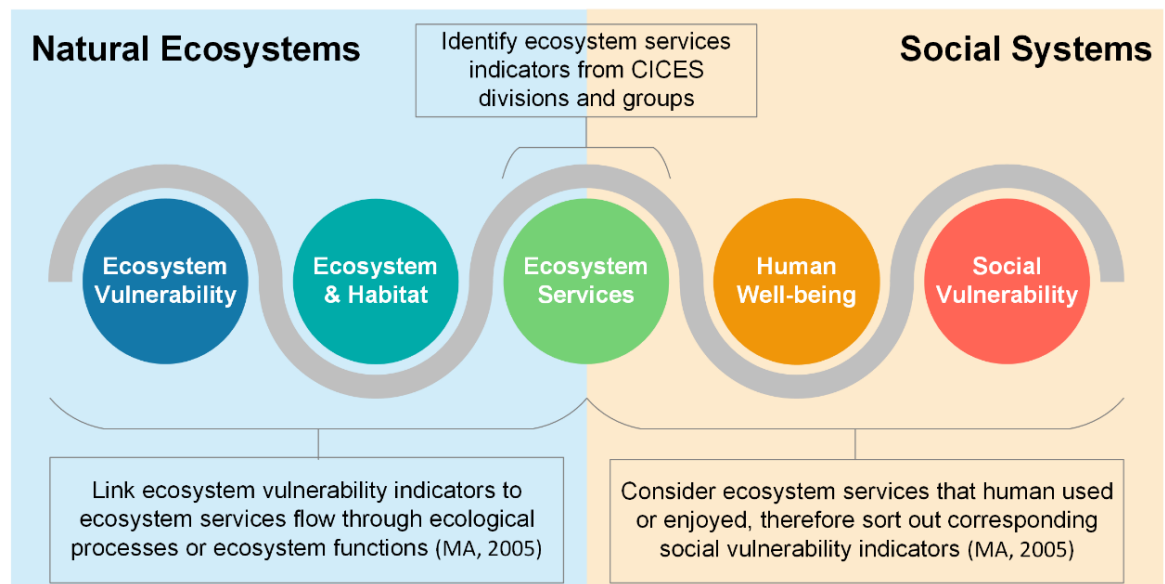 Natural Ecosystems
Identify ecosystem services
indicators from CICES
divisions and groups
Social Systems
Ecosystem
Vulnerability
Ecosystem
& Habitat
Ecosystem
Services
Human
Well-being
Social
Vulnerability
Link ecosystem vulnerability indicators to
ecosystem services flow through ecological
processes or ecosystem functions (MA, 2005)
Consider ecosystem services that human used
or enjoyed, therefore sort out corresponding
social vulnerability indicators (MA, 2005)